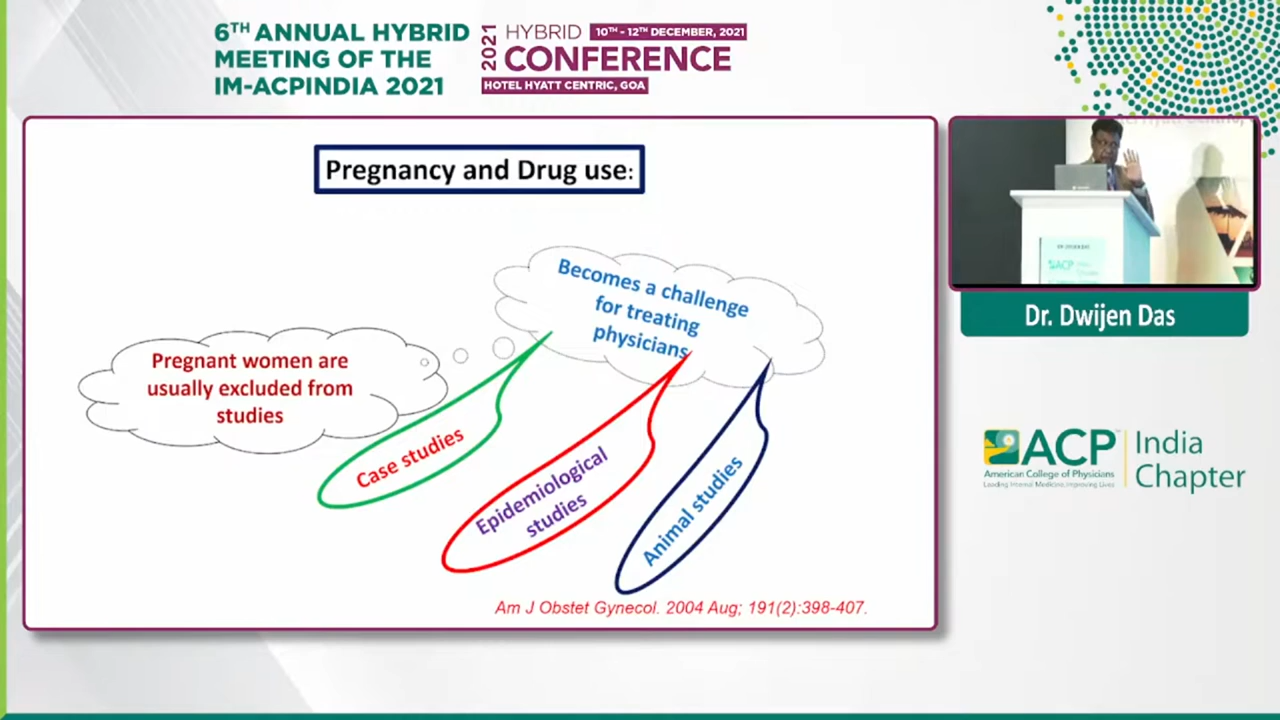 6TH ANNUAL HYBRID
MEETING OF THE
IM-ACPINDIA 2021
2021
HYBRID
10TH - 12TH DECEMBER, 2021
CONFERENCE
HOTEL HYATT CENTRIC, GOA
Pregnancy and Drug use:
Becomes a challenge
for treating
physicians
Pregnant women are
usually excluded from
studies
Case studies
Epidemiological
studies
Animal studies
Am J Obstet Gynecol. 2004 Aug; 191(2):398-407.
ACP
Dr. Dwijen Das
ACP
American College of Physicians
Leading Internal Medicine, Improving Lives
India
Chapter